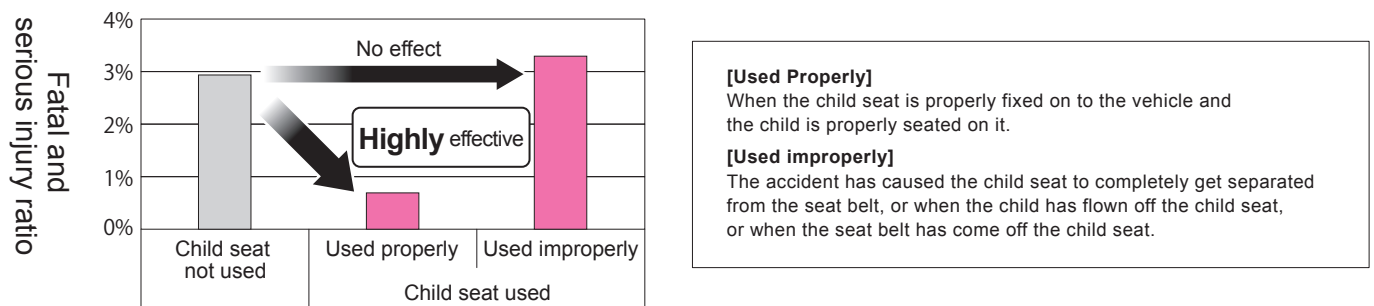 Fatal and
serious injury ratio
4%
3%
2%
1%
0%
No effect
Highly effective
Child seat
not used
Used properly
Used improperly
Child seat used
[Used Properly]
When the child seat is properly fixed on to the vehicle and
the child is properly seated on it.
[Used improperly]
The accident has caused the child seat to completely get separated
from the seat belt, or when the child has flown off the child seat,
or when the seat belt has come off the child seat.